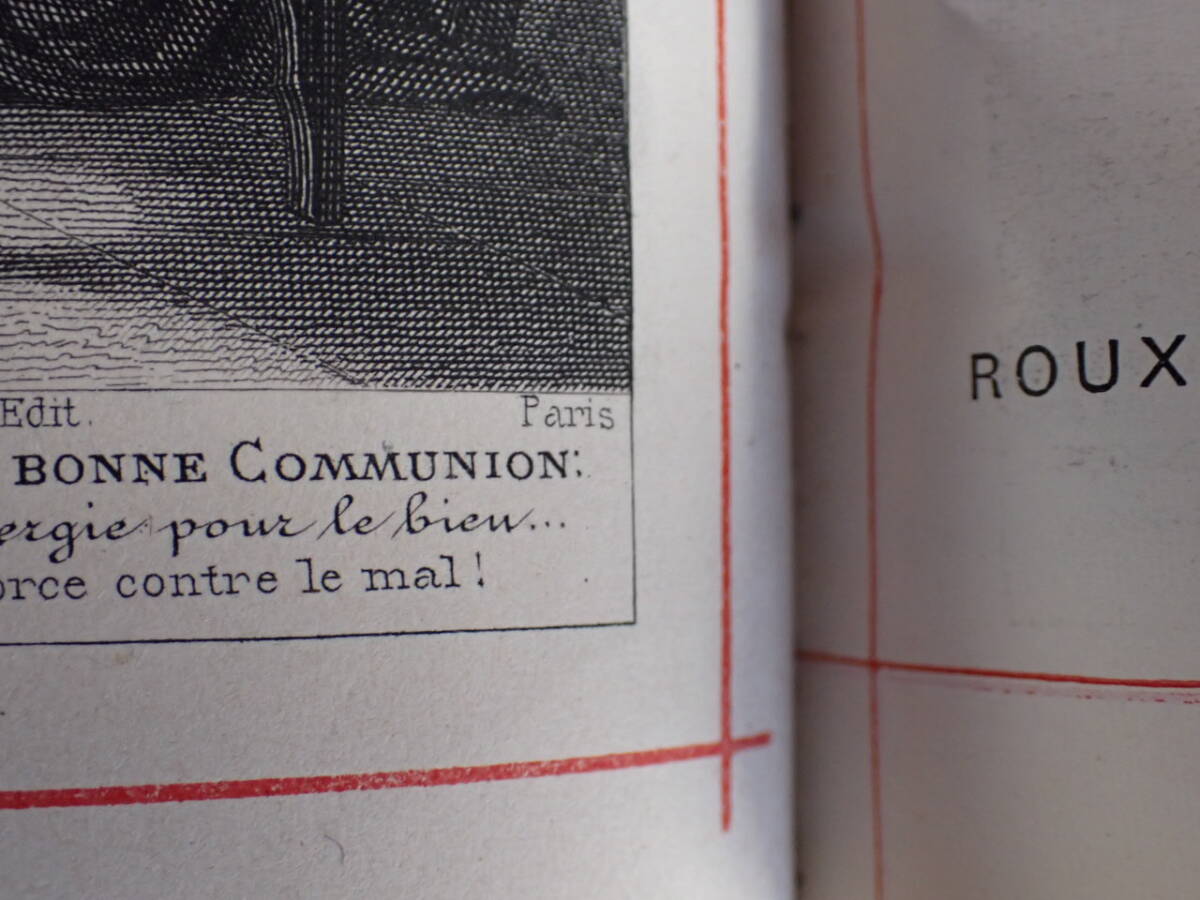 Edit. Paris
BONNE COMMUNION:
ergie pour le bien...
orce contre le mal!
ROUX